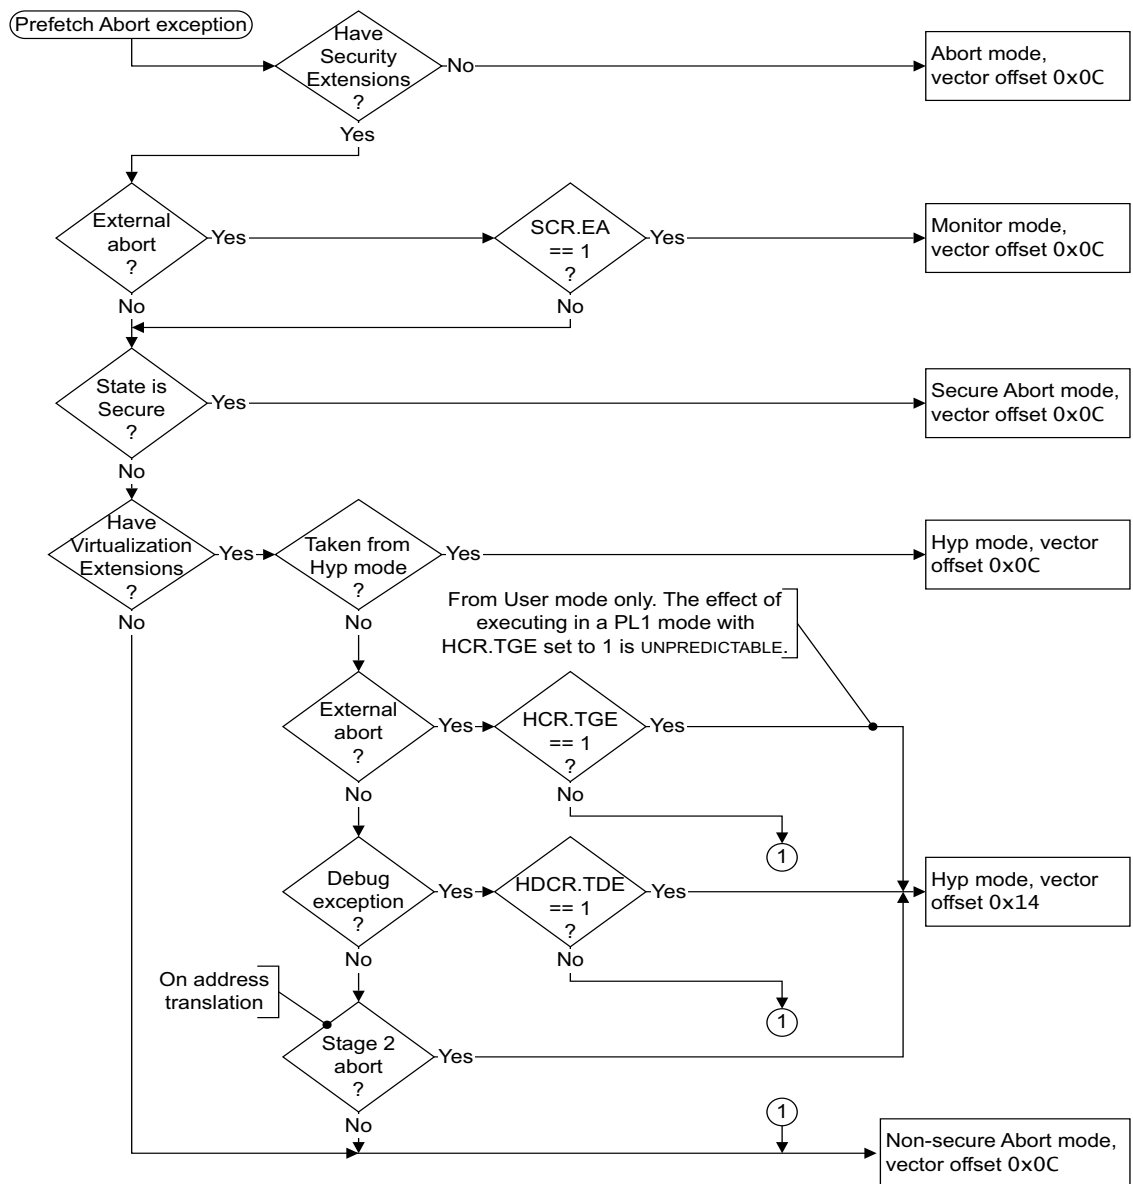 Prefetch Abort exception
Have
Security
Extensions
?
No
Abort mode,
vector offset 0x0C
Yes
External
abort
?
Yes
SCR.EA
== 1
?
Yes
Monitor mode,
vector offset 0x0C
No
No
State is
Secure
?
Yes
Secure Abort mode,
vector offset 0x0C
No
Have
Virtualization
Extensions
?
Yes
Taken from
Hyp mode
?
Yes
Hyp mode, vector
offset 0x0C
No
No
From User mode only. The effect of
executing in a PL1 mode with
HCR.TGE set to 1 is UNPREDICTABLE.
External
abort
?
Yes
HCR.TGE
== 1
?
Yes
No
No
1
Debug
exception
?
Yes
HDCR.TDE
== 1
?
Yes
Hyp mode, vector
offset 0x14
No
No
1
On address
translation
Stage 2
abort
?
Yes
No
1
Non-secure Abort mode,
vector offset 0x0C